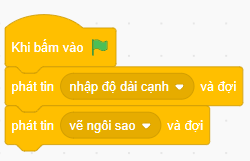 Khi bấm vào
phát tin nhập độ dài cạnh và đợi
phát tin vẽ ngôi sao và đợi